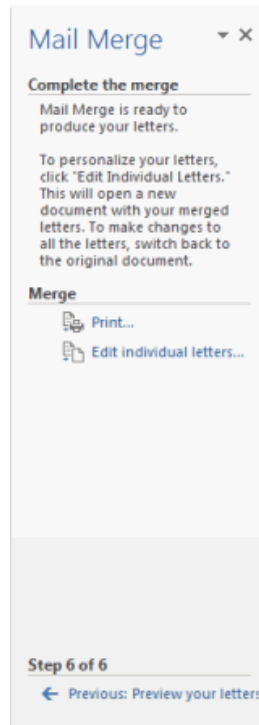 Mail Merge
Complete the merge
Mail Merge is ready to
produce your letters.
To personalize your letters,
click "Edit Individual Letters."
This will open a new
document with your merged
letters. To make changes to
all the letters, switch back to
the original document.
Merge
Print...
Edit individual letters...
Step 6 of 6
Previous: Preview your letters